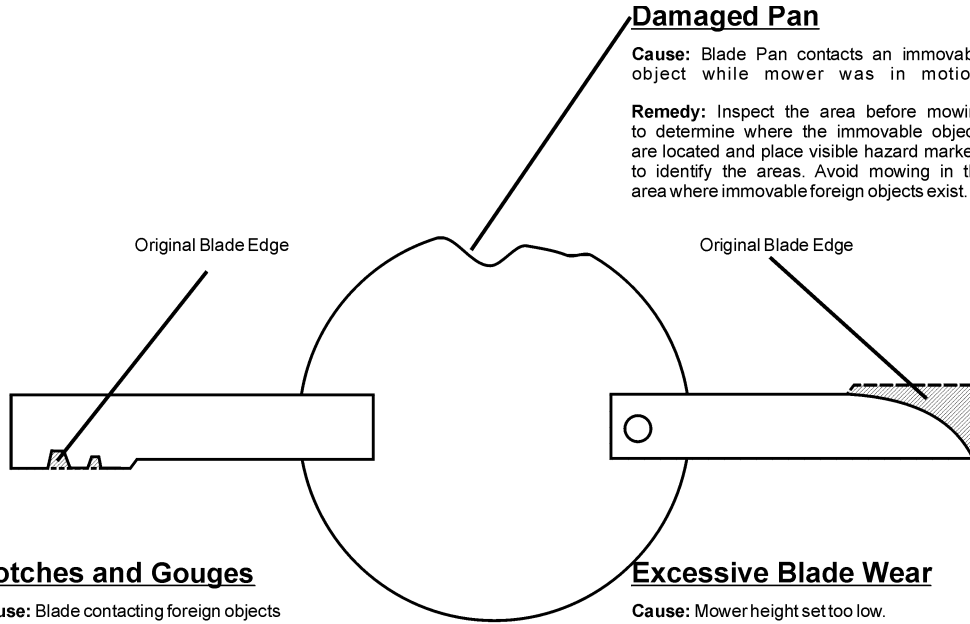 Damaged Pan
Cause: Blade Pan contacts an immovab
object while mower was in motio
Remedy: Inspect the area before mowi
to determine where the immovable objec
are located and place visible hazard marke
to identify the areas. Avoid mowing in t
area where immovable foreign objects exist.
Original Blade Edge
Original Blade Edge
otches and Gouges
use: Blade contacting foreign objects
Excessive Blade Wear
Cause: Mower height set too low.